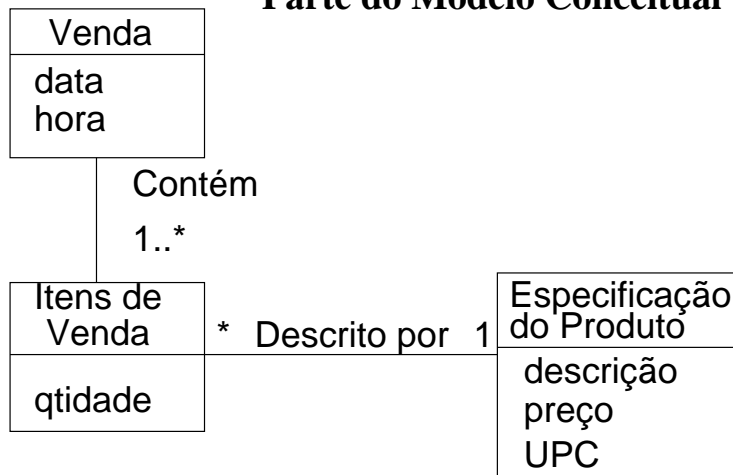 Parte do Modelo Conceitual
Venda
data
hora
Contém
1..*
Itens de
Venda
qtidade
* Descrito por 1
Especificação
do Produto
descrição
preço
UPC